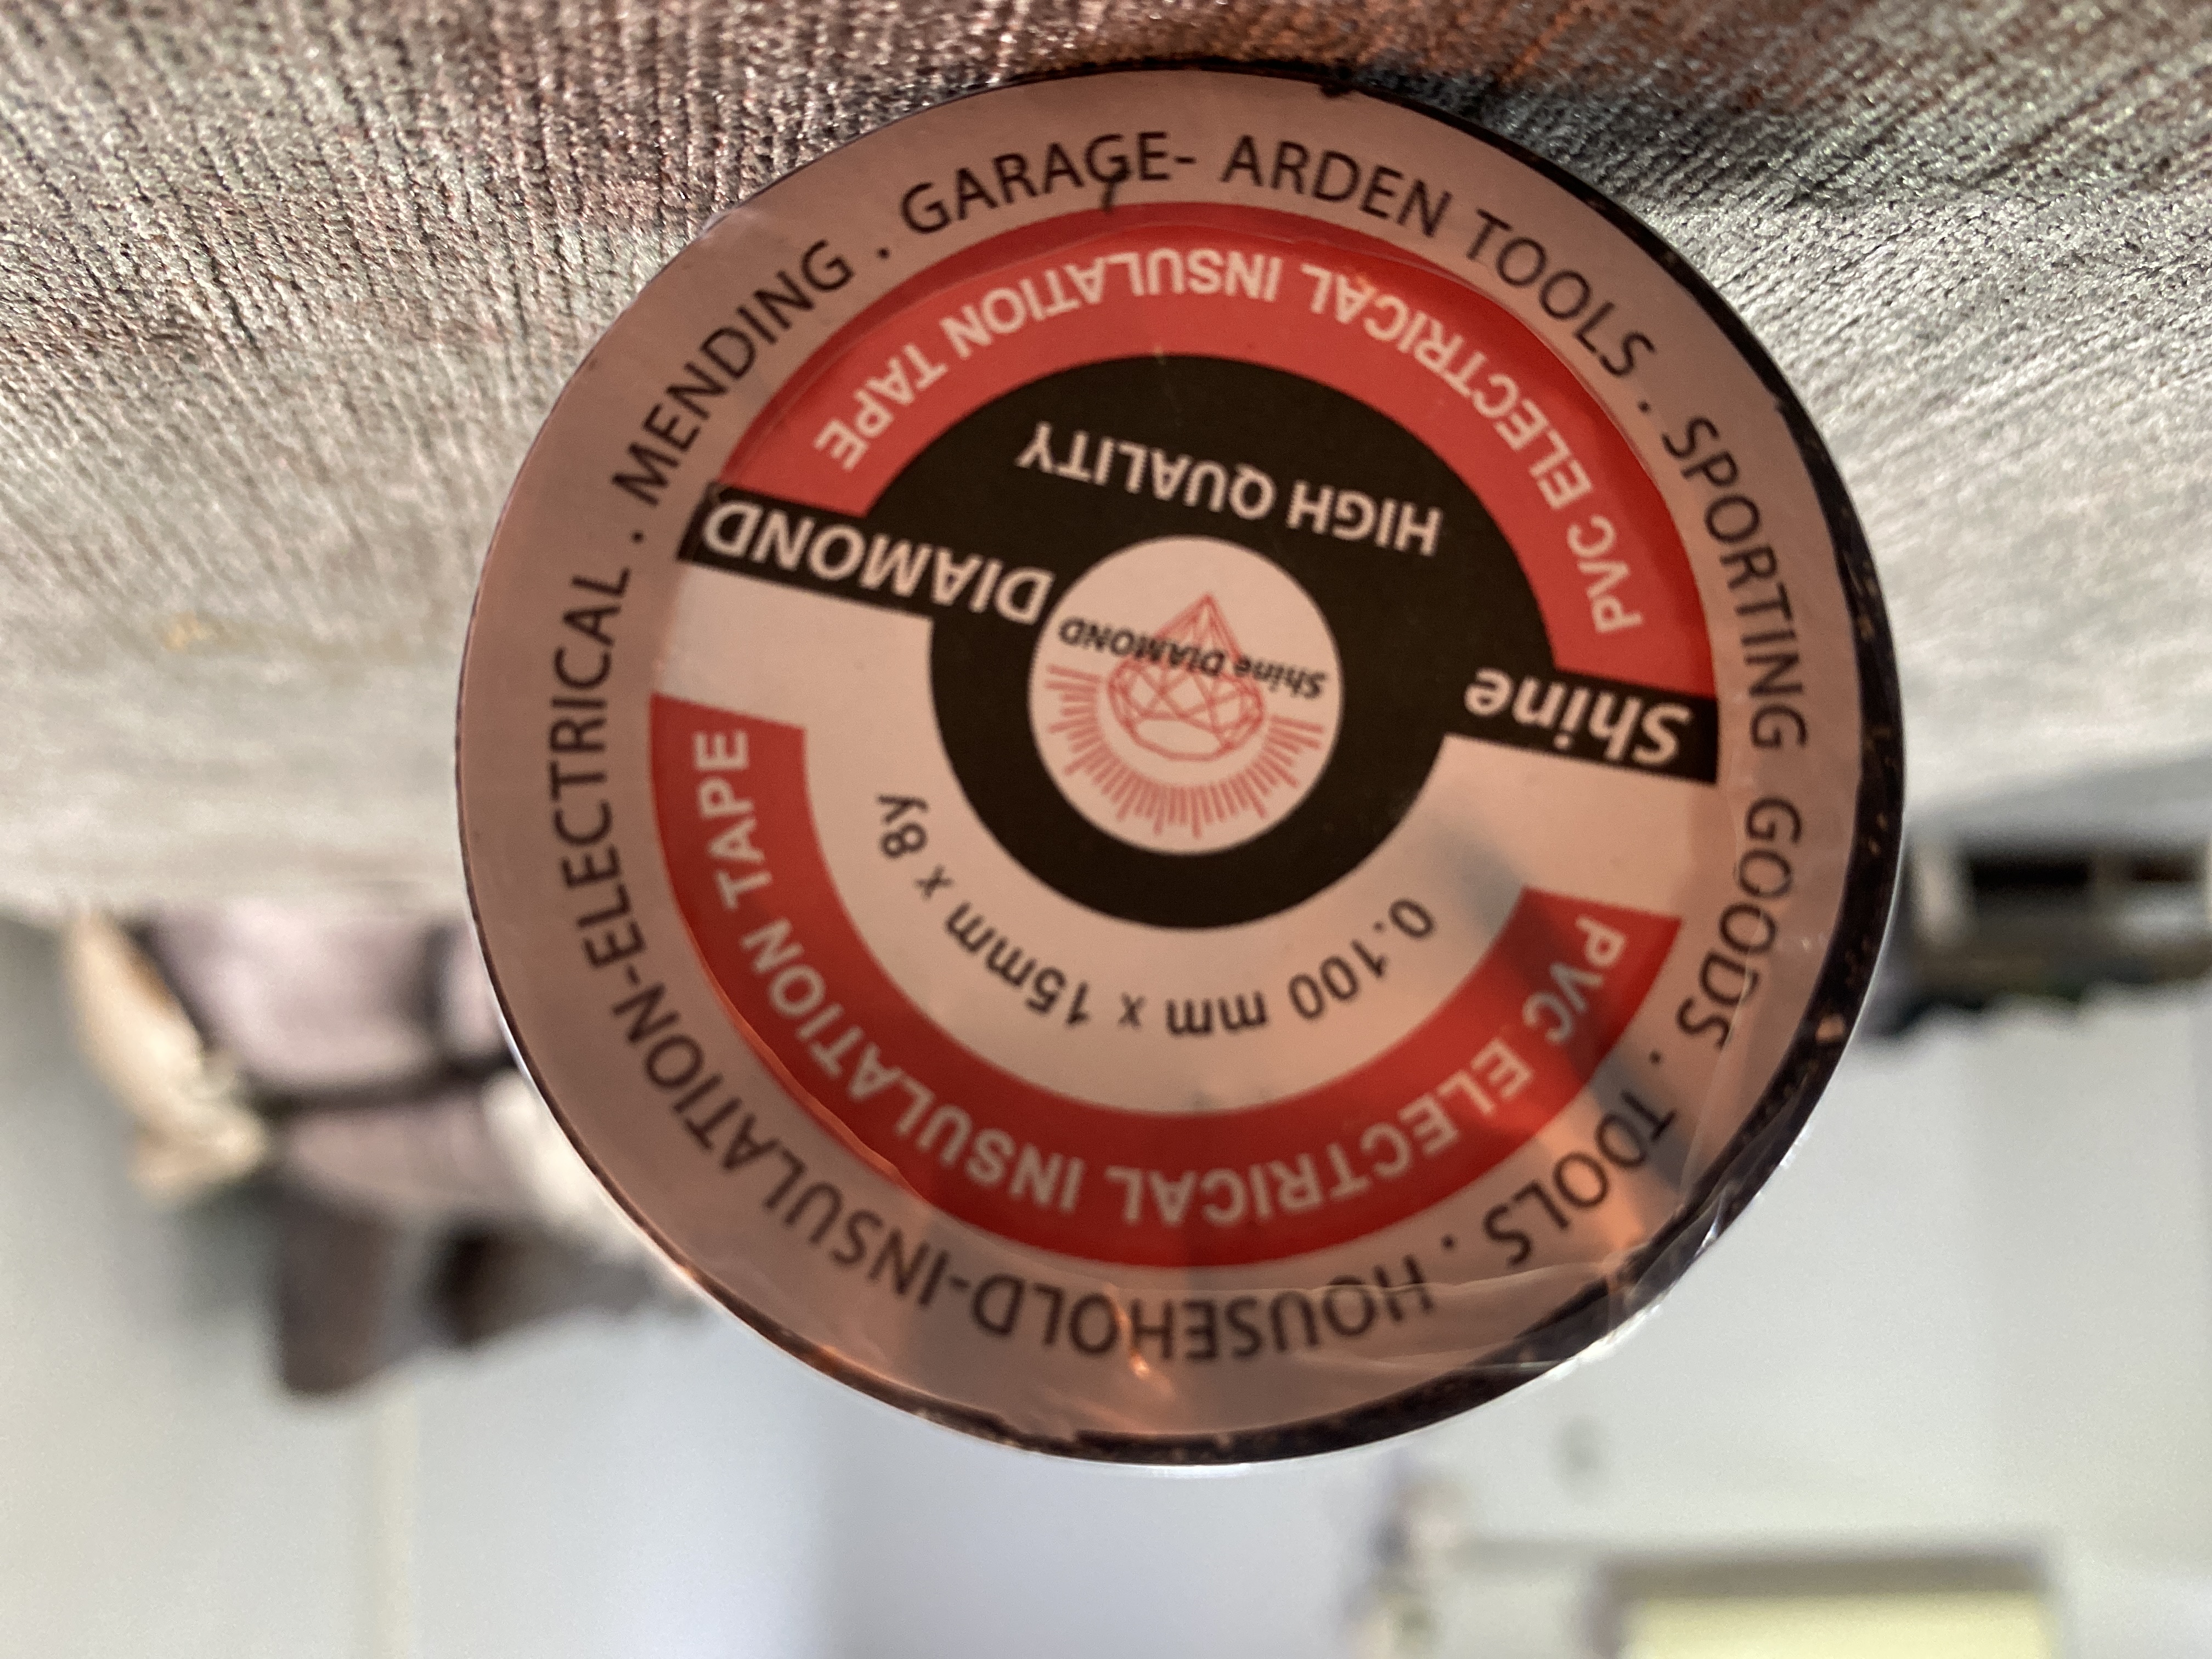 PVC ELECTRICAL INSULATION TAPE
0.100 mm x 15mm x 8y
Shine DIAMOND
Shine DIAMOND
HIGH QUALITY
PVC ELECTRICAL INSULATION TAPE
HOUSEHOLD-INSULATION-ELECTRICAL . MENDING . GARAGE- ARDEN TOOLS . SPORTING GOODS . TOOLS .